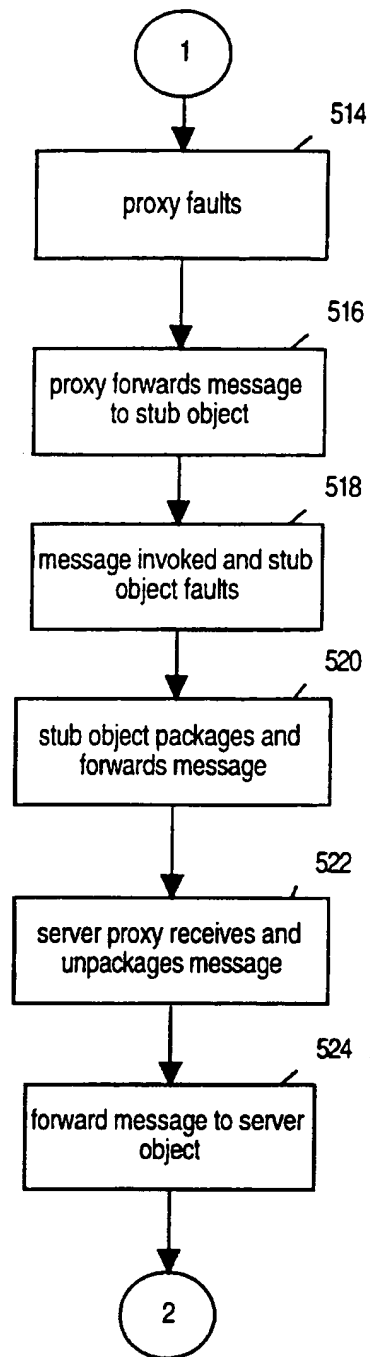 1
514
proxy faults
516
proxy forwards message
to stub object
518
message invoked and stub
object faults
520
stub object packages and
forwards message
522
server proxy receives and
unpackages message
524
forward message to server
object
2